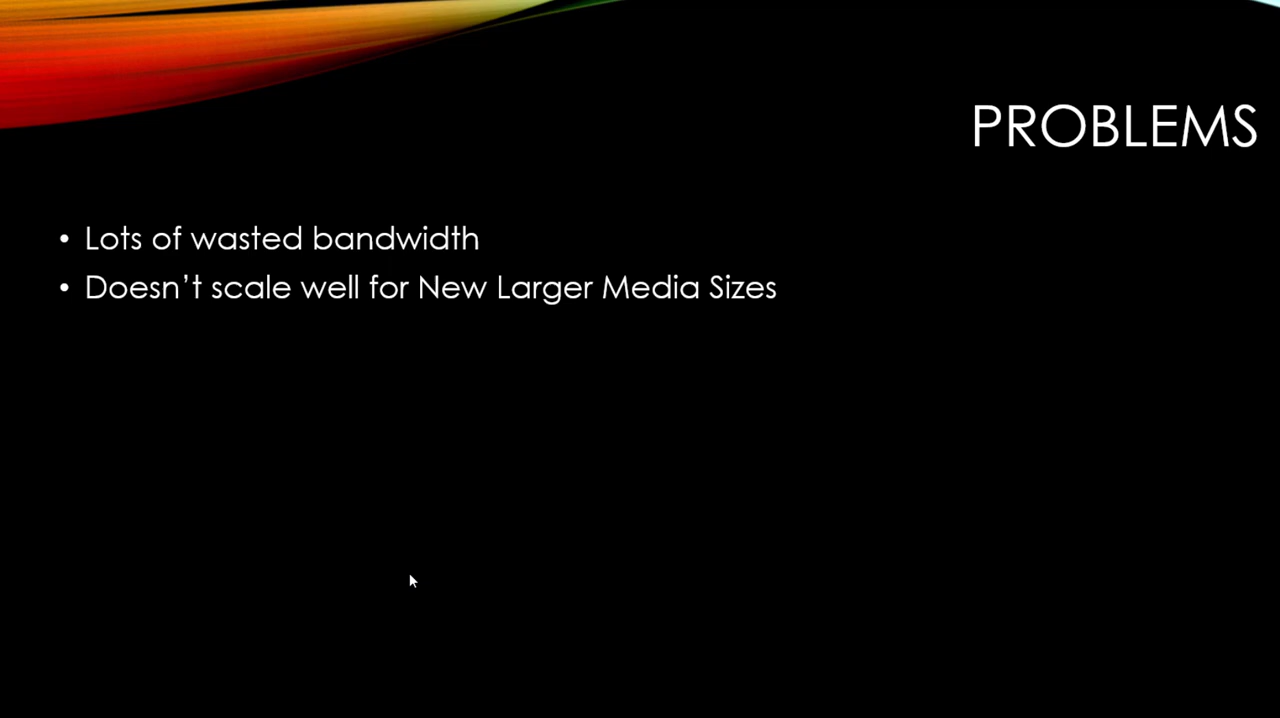 PROBLEMS
• Lots of wasted bandwidth
• Doesn’t scale well for New Larger Media Sizes